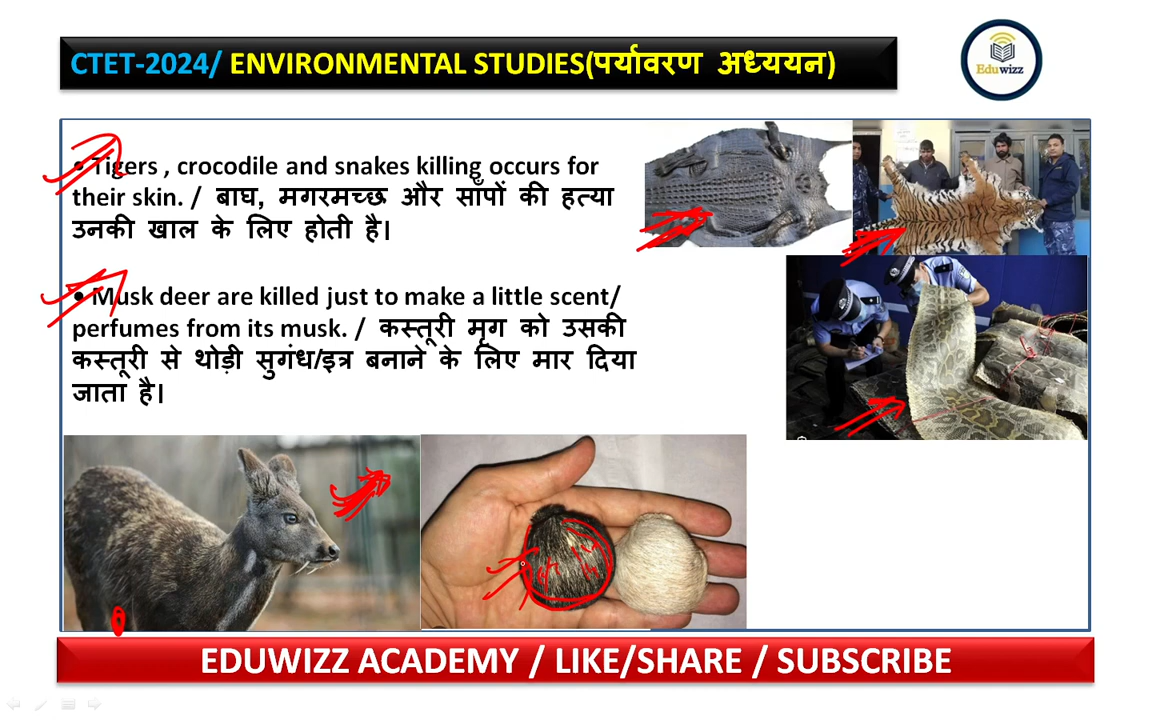 CTET-2024/ ENVIRONMENTAL STUDIES(पर्यावरण अध्ययन)
Eduwizz
• Tigers , crocodile and snakes killing occurs for
their skin. / बाघ, मगरमच्छ और साँपों की हत्या
उनकी खाल के लिए होती है।
• Musk deer are killed just to make a little scent/
perfumes from its musk. / कस्तूरी मृग को उसकी
कस्तूरी से थोड़ी सुगंध/इत्र बनाने के लिए मार दिया
जाता है।
EDUWIZZ ACADEMY / LIKE/SHARE / SUBSCRIBE